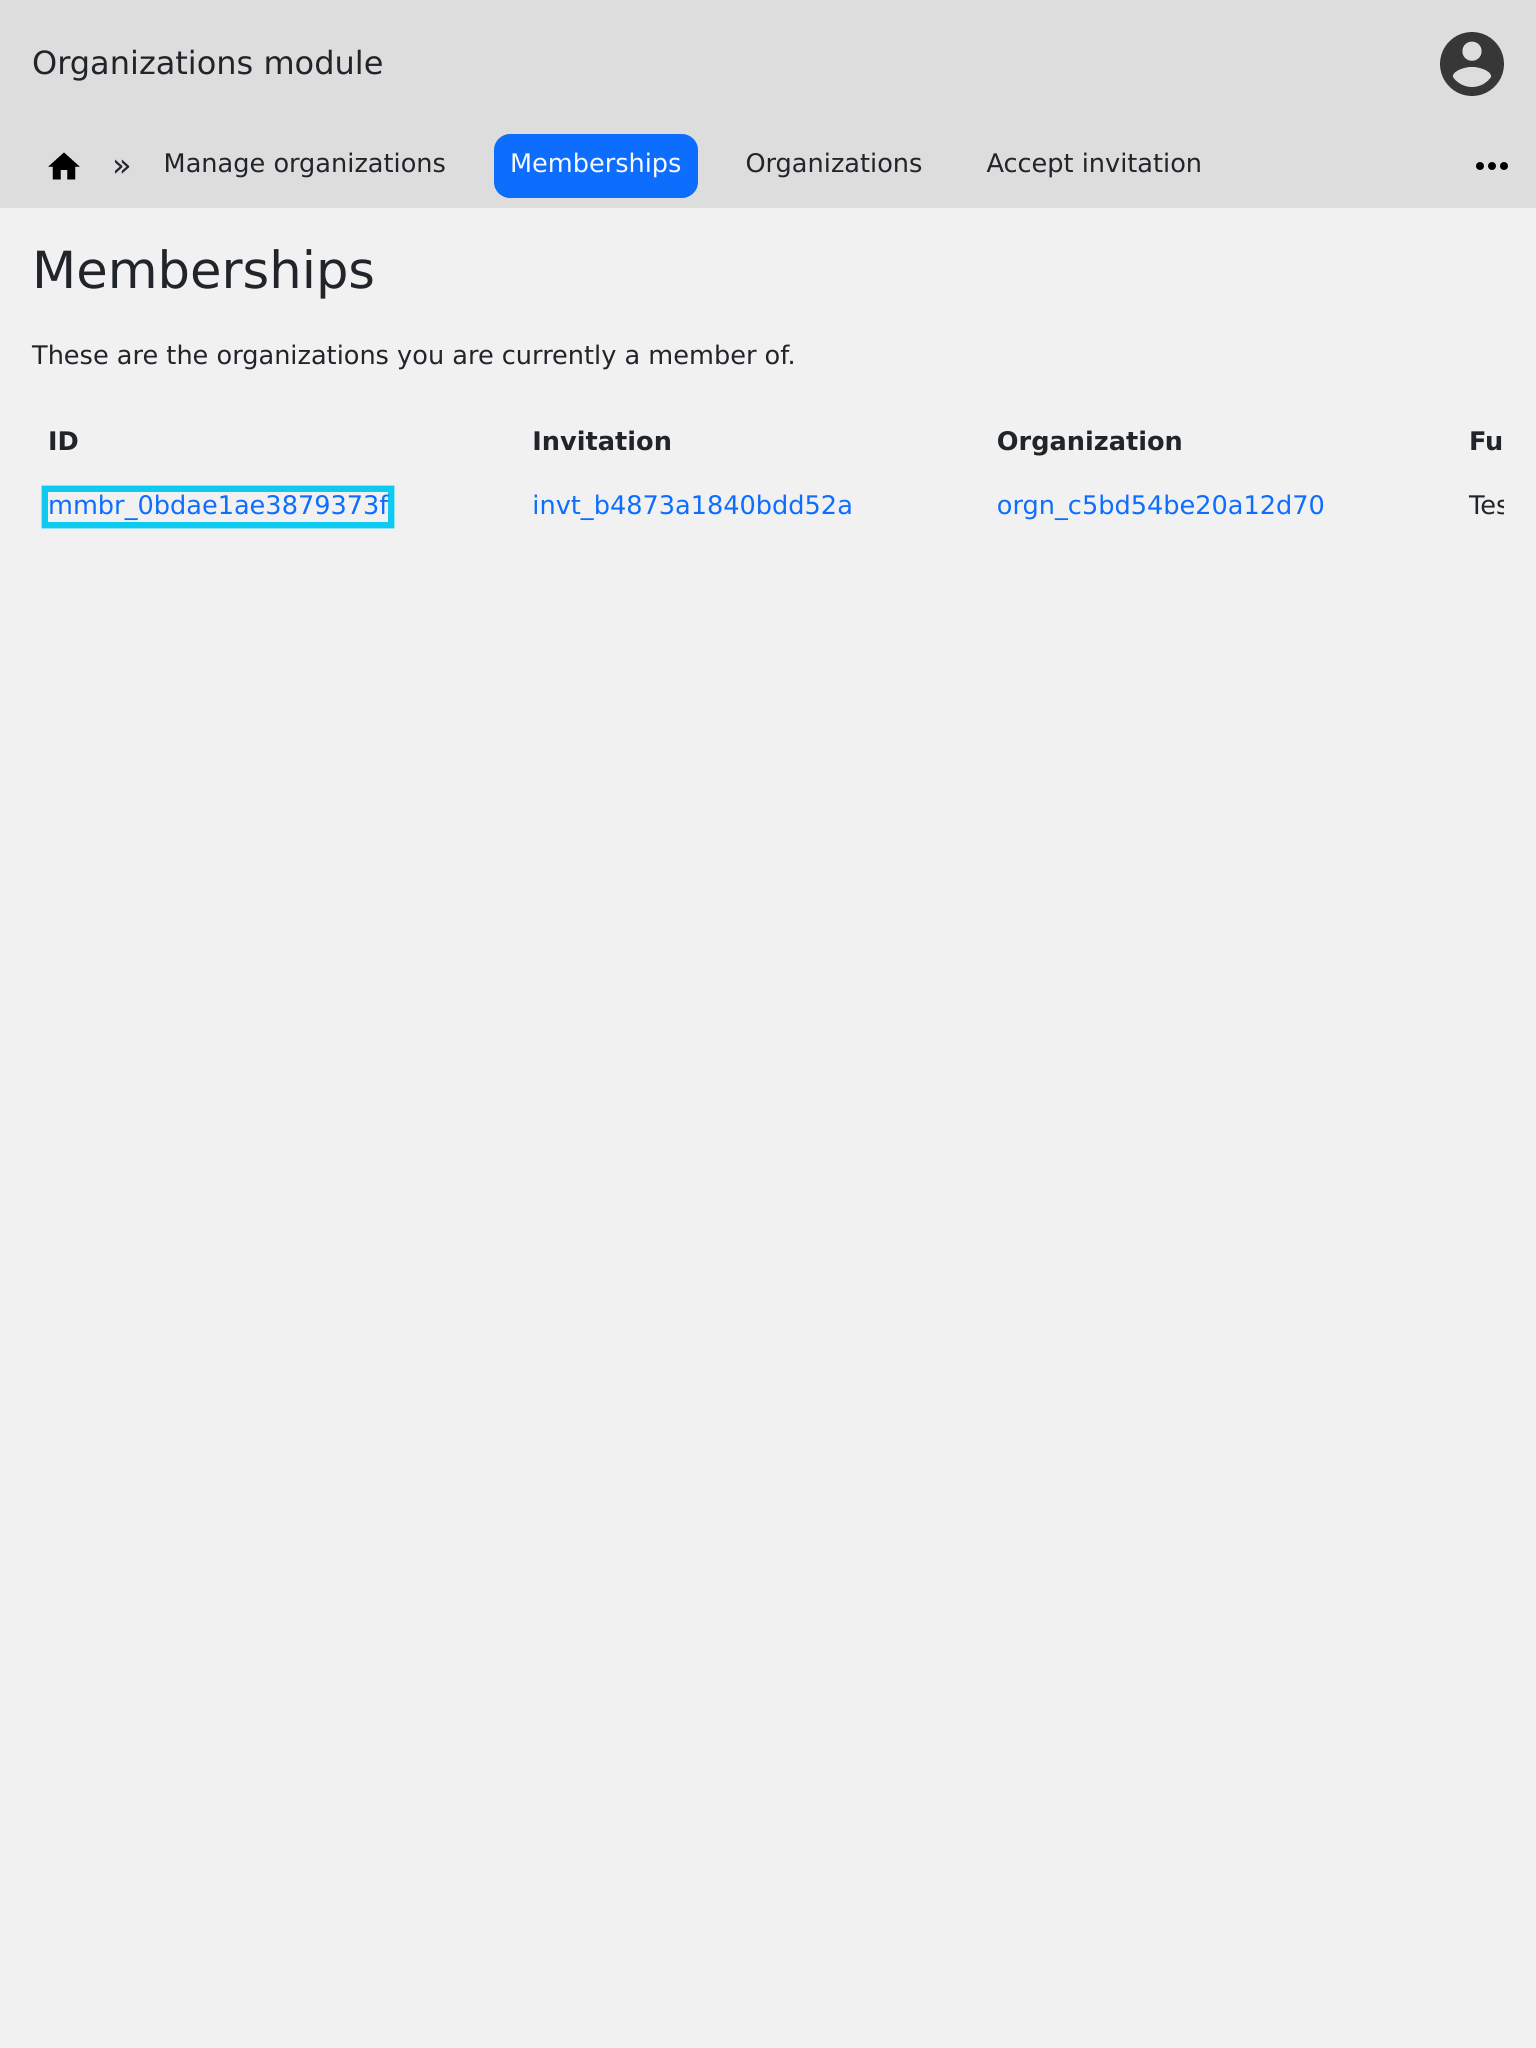 Organizations module
» Manage organizations Memberships Organizations Accept invitation
Memberships
These are the organizations you are currently a member of.
ID Invitation Organization Fu
mmbr_0bdae1ae3879373f invt_b4873a1840bdd52a orgn_c5bd54be20a12d70 Tes